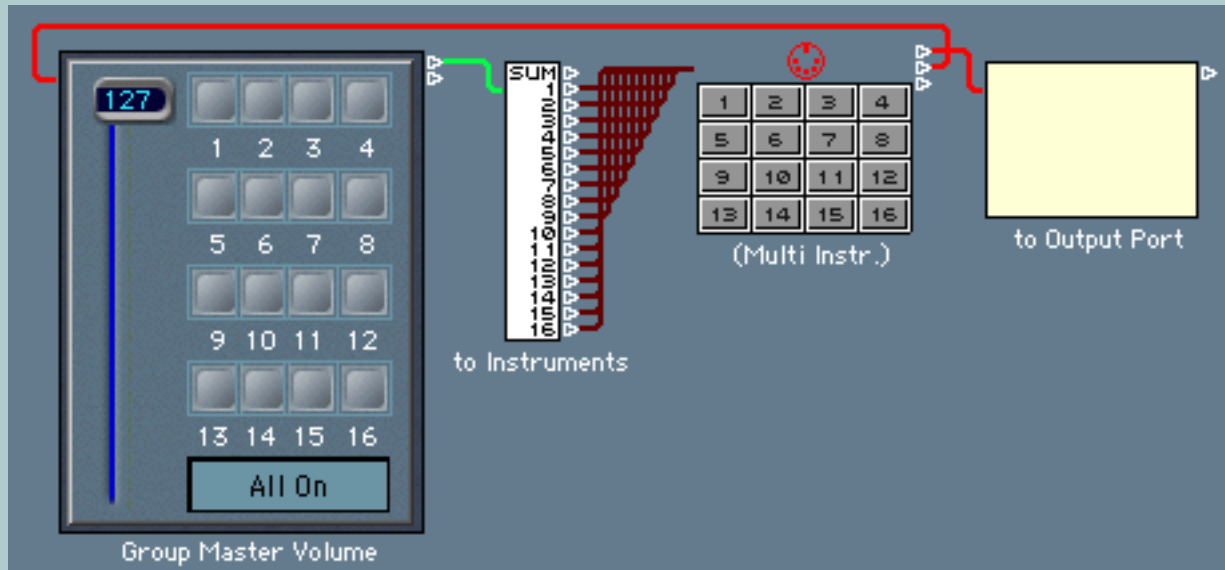 127
1 2 3 4
5 6 7 8
9 10 11 12
13 14 15 16
All On
Group Master Volume
SUM
1
2
3
4
5
6
7
8
9
10
11
12
13
14
15
16
to Instruments
1 2 3 4
5 6 7 8
9 10 11 12
13 14 15 16
(Multi Instr.)
to Output Port